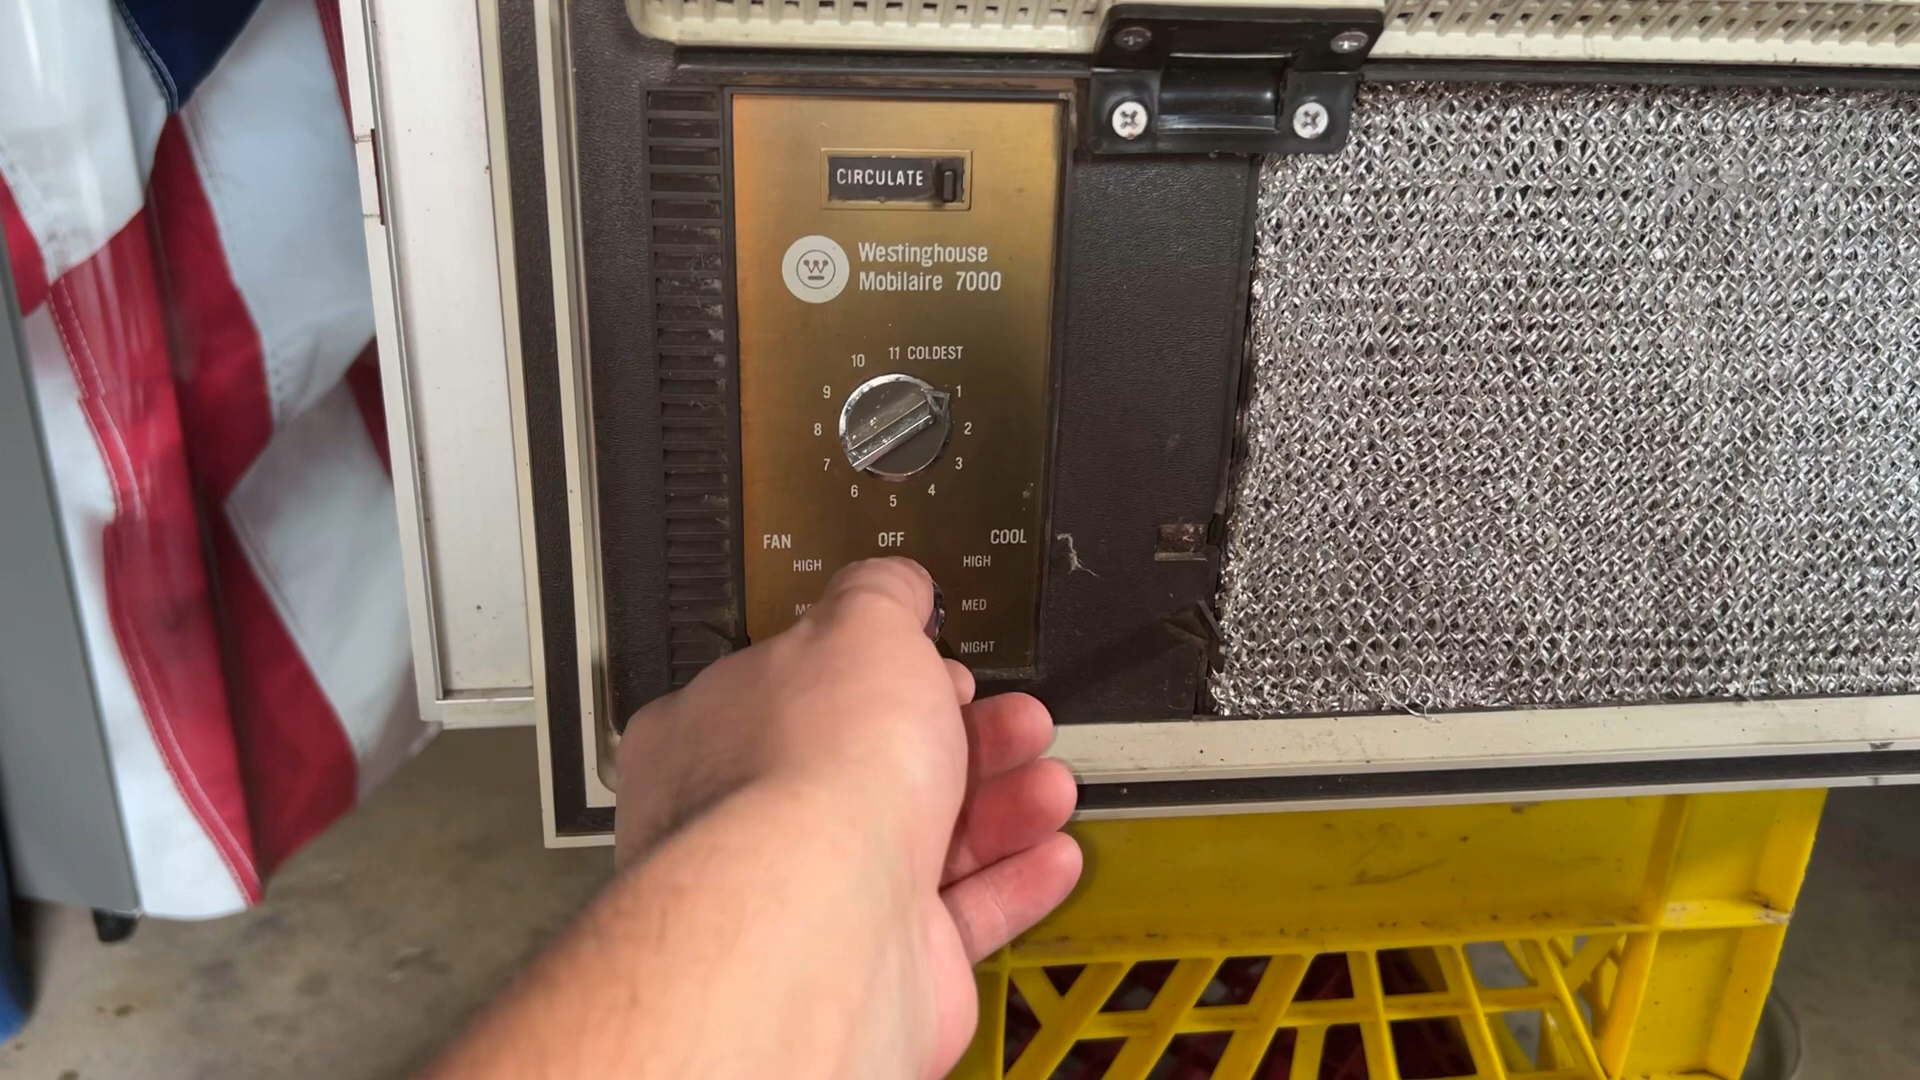 CIRCULATE
W
Westinghouse
Mobilaire 7000
11 COLDEST
10
1
9
2
8
3
7
4
6
5
FAN
OFF
COOL
HIGH
HIGH
MED
NIGHT